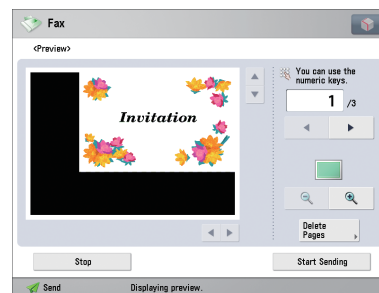 Fax
<Preview>
You can use the
numeric keys.
1 /3
Invitation
Delete
Pages
Stop
Start Sending
Send
Displaying preview.